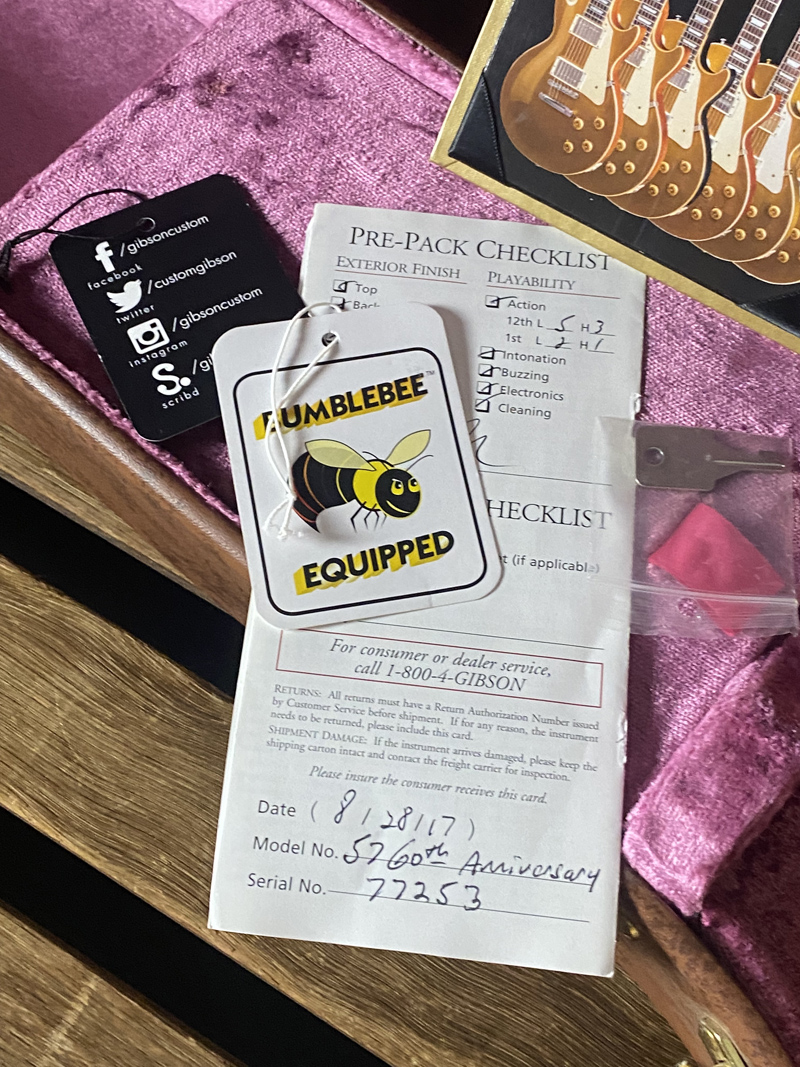 /gibsoncustom
facebook
/customgibson
twitter
/gibsoncustom
instagram
scribd
PRE-PACK CHECKLIST
EXTERIOR FINISH
Top
Back
PLAYABILITY
Action
12th L 5 H 3
1st L 2 H 1
Intonation
Buzzing
Electronics
Cleaning
BUMBLEBEE™
EQUIPPED
HECKLIST
(if applicable)
For consumer or dealer service,
call 1-800-4-GIBSON
RETURNS: All returns must have a Return Authorization Number issued
by Customer Service before shipment. If for any reason, the instrument
needs to be returned, please include this card.
SHIPMENT DAMAGE: If the instrument arrives damaged, please keep the
shipping carton intact and contact the freight carrier for inspection.
Please insure the consumer receives this card.
Date ( 8 / 28 / 17 )
Model No. 57 60th Anniversary
Serial No. 77253